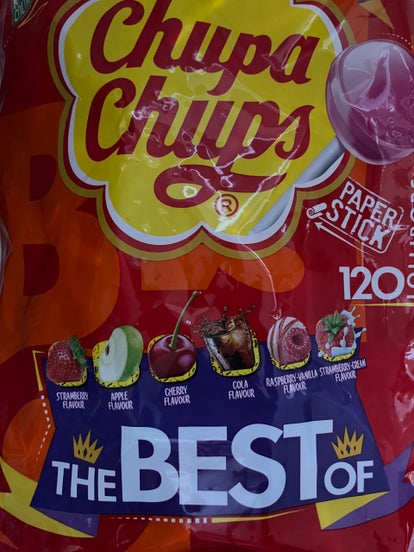 Chupa
Chups
®
PAPER
STICK
120
STRAWBERRY
FLAVOUR
APPLE
FLAVOUR
CHERRY
FLAVOUR
COLA
FLAVOUR
RASPBERRY-VANILLA
FLAVOUR
STRAWBERRY-CREAM
FLAVOUR
THE BEST OF